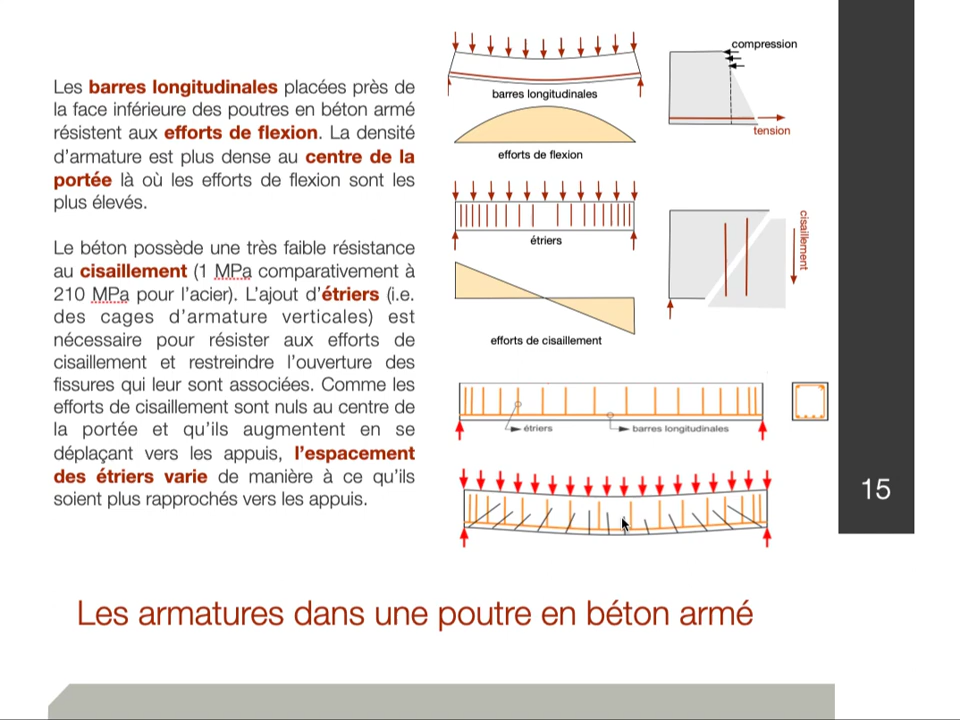 Les barres longitudinales placées près de
la face inférieure des poutres en béton armé
résistent aux efforts de flexion. La densité
d'armature est plus dense au centre de la
portée là où les efforts de flexion sont les
plus élevés.
Le béton possède une très faible résistance
au cisaillement (1 MPa comparativement à
210 MPa pour l'acier). L'ajout d'étriers (i.e.
des cages d'armature verticales) est
nécessaire pour résister aux efforts de
cisaillement et restreindre l'ouverture des
fissures qui leur sont associées. Comme les
efforts de cisaillement sont nuls au centre de
la portée et qu'ils augmentent en se
déplaçant vers les appuis, l'espacement
des étriers varie de manière à ce qu'ils
soient plus rapprochés vers les appuis.
barres longitudinales
efforts de flexion
compression
tension
étriers
efforts de cisaillement
cisaillement
étriers
barres longitudinales
15
Les armatures dans une poutre en béton armé